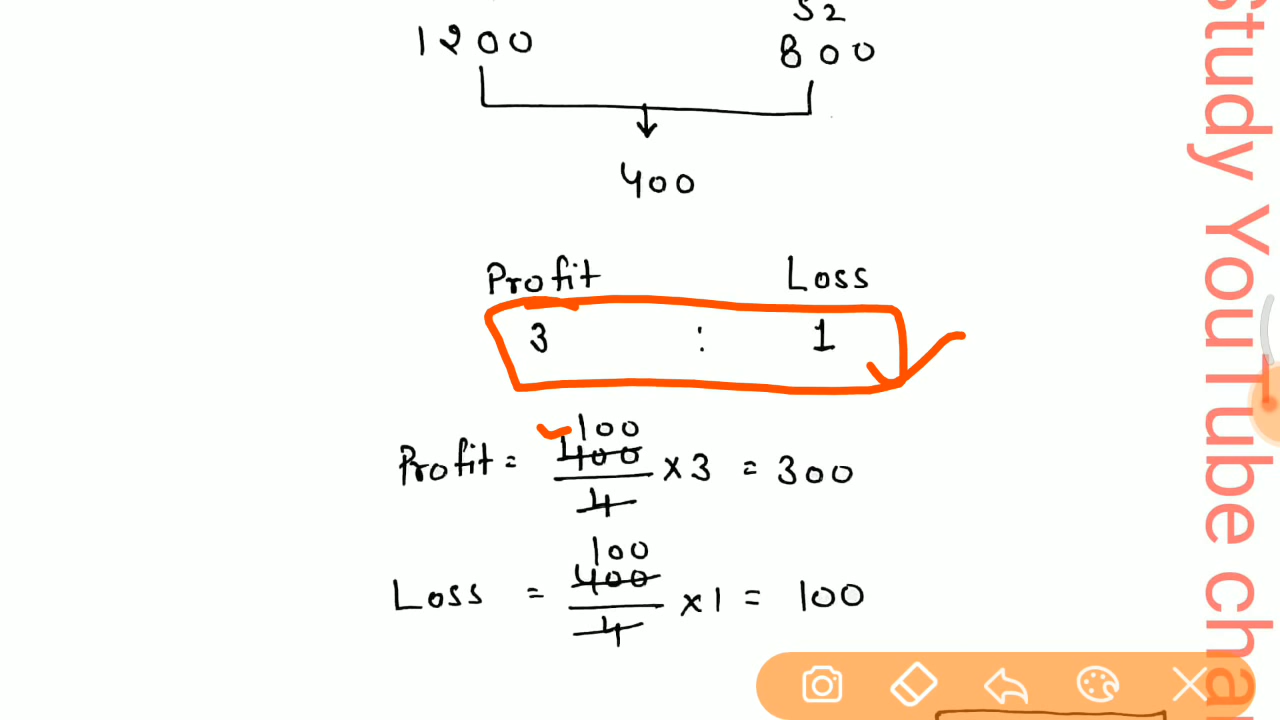 S2
1200 800
400
Profit Loss
3 : 1
100
Profit = 400/4 × 3 = 300
100
Loss = 400/4 × 1 = 100
Study YouTube cha